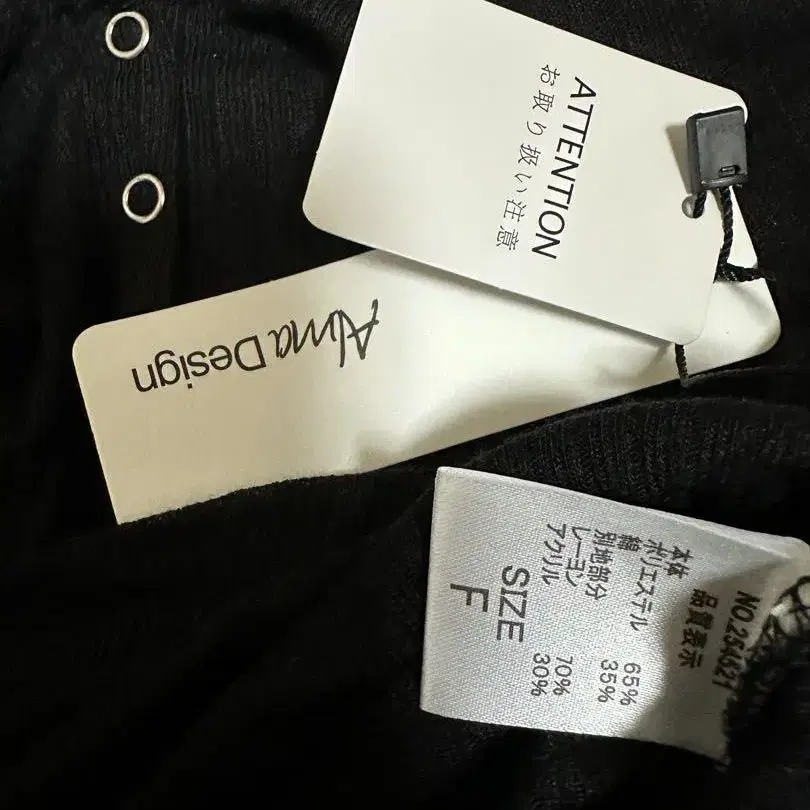 ATTENTION
お取り扱い注意
Alma Design
NO.254621
品質表示
本体
ポリエステル 65%
綿 35%
別地部分
レーヨン 70%
アクリル 30%
SIZE
F